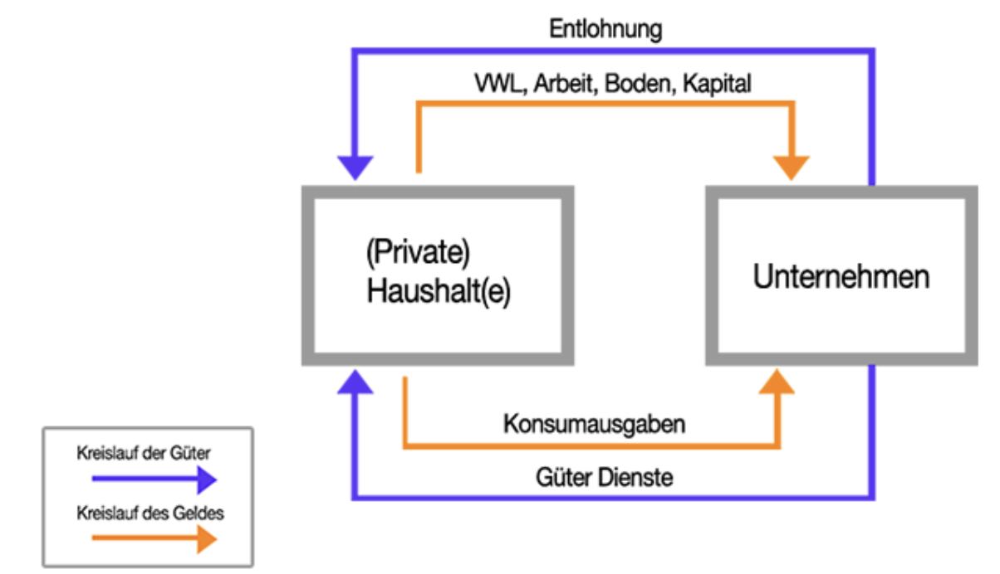 Entlohnung
VWL, Arbeit, Boden, Kapital
(Private)
Haushalt(e)
Unternehmen
Konsumausgaben
Güter Dienste
Kreislauf der Güter
Kreislauf des Geldes